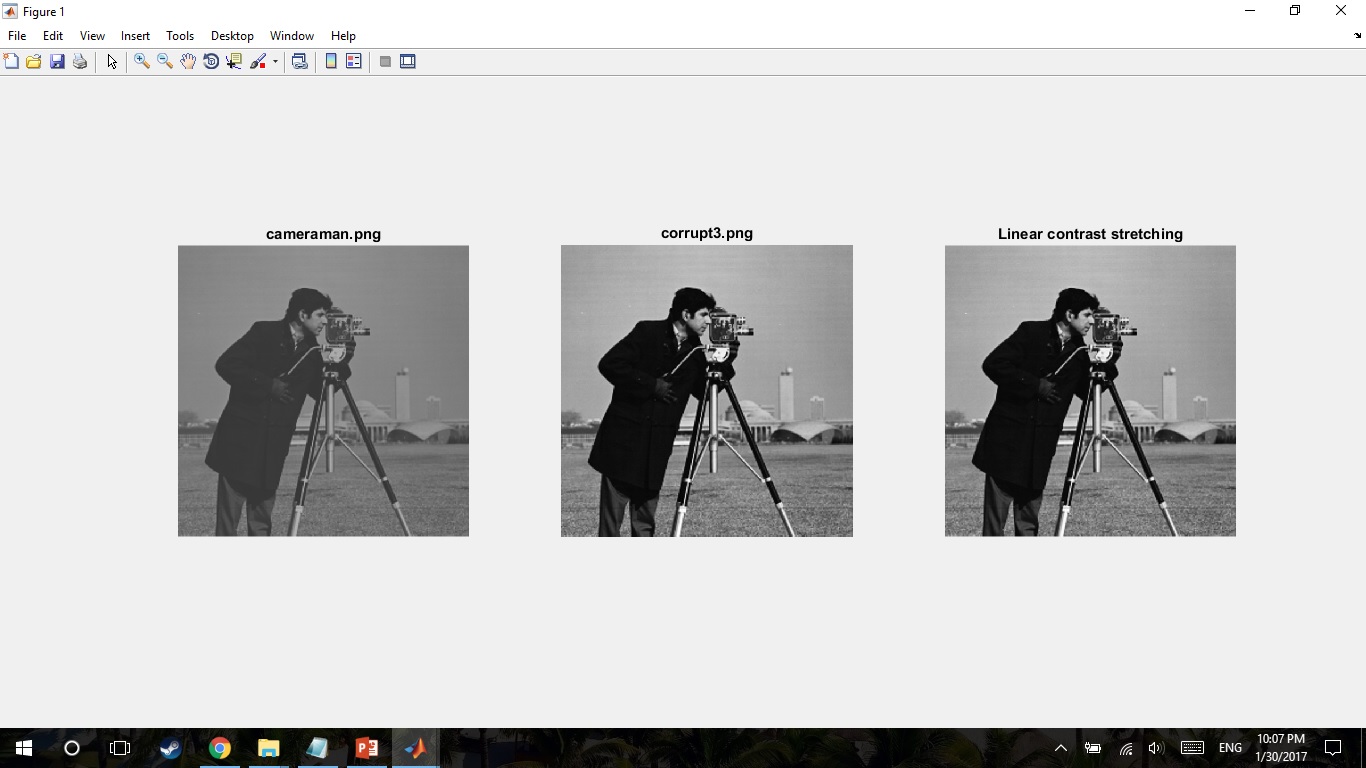 Figure 1
File Edit View Insert Tools Desktop Window Help
cameraman.png corrupt3.png Linear contrast stretching
ENG 10:07 PM
1/30/2017